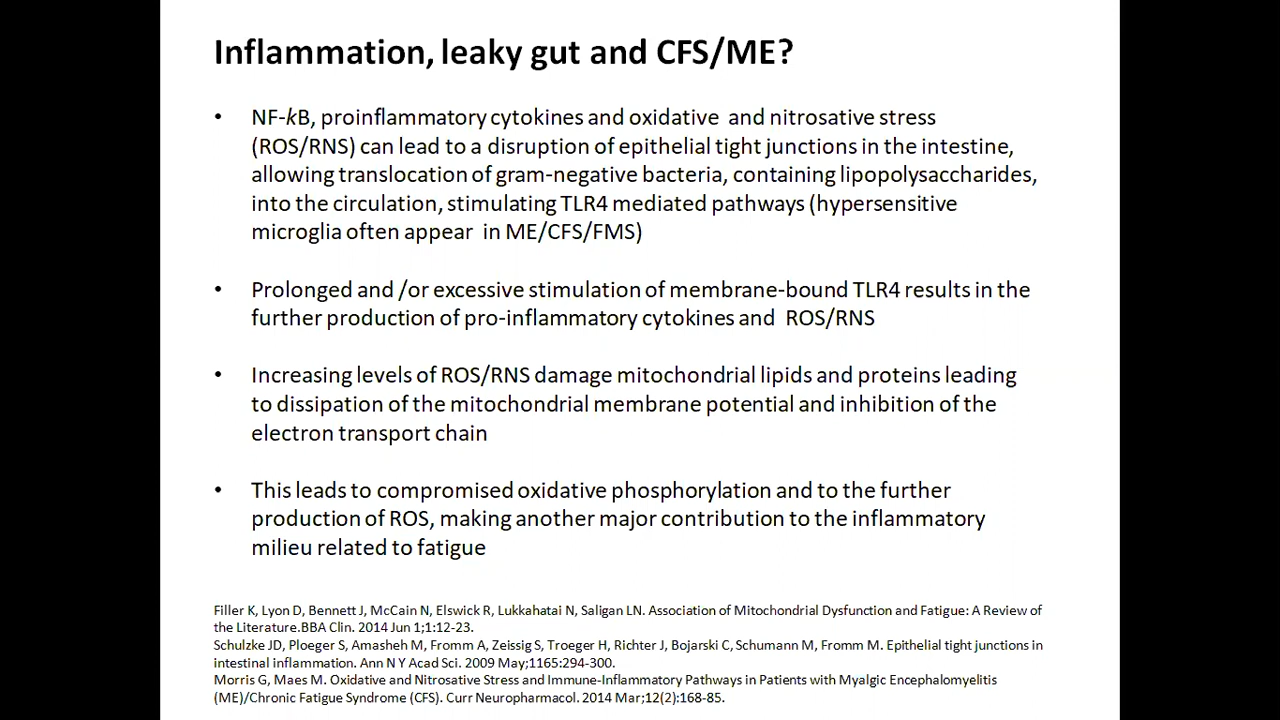 Inflammation, leaky gut and CFS/ME?
• NF-kB, proinflammatory cytokines and oxidative and nitrosative stress
(ROS/RNS) can lead to a disruption of epithelial tight junctions in the intestine,
allowing translocation of gram-negative bacteria, containing lipopolysaccharides,
into the circulation, stimulating TLR4 mediated pathways (hypersensitive
microglia often appear in ME/CFS/FMS)
• Prolonged and /or excessive stimulation of membrane-bound TLR4 results in the
further production of pro-inflammatory cytokines and ROS/RNS
• Increasing levels of ROS/RNS damage mitochondrial lipids and proteins leading
to dissipation of the mitochondrial membrane potential and inhibition of the
electron transport chain
• This leads to compromised oxidative phosphorylation and to the further
production of ROS, making another major contribution to the inflammatory
milieu related to fatigue
Filler K, Lyon D, Bennett J, McCain N, Elswick R, Lukkahatai N, Saligan LN. Association of Mitochondrial Dysfunction and Fatigue: A Review of
the Literature.BBA Clin. 2014 Jun 1;1:12-23.
Schulzke JD, Ploeger S, Amasheh M, Fromm A, Zeissig S, Troeger H, Richter J, Bojarski C, Schumann M, Fromm M. Epithelial tight junctions in
intestinal inflammation. Ann N Y Acad Sci. 2009 May;1165:294-300.
Morris G, Maes M. Oxidative and Nitrosative Stress and Immune-Inflammatory Pathways in Patients with Myalgic Encephalomyelitis
(ME)/Chronic Fatigue Syndrome (CFS). Curr Neuropharmacol. 2014 Mar;12(2):168-85.